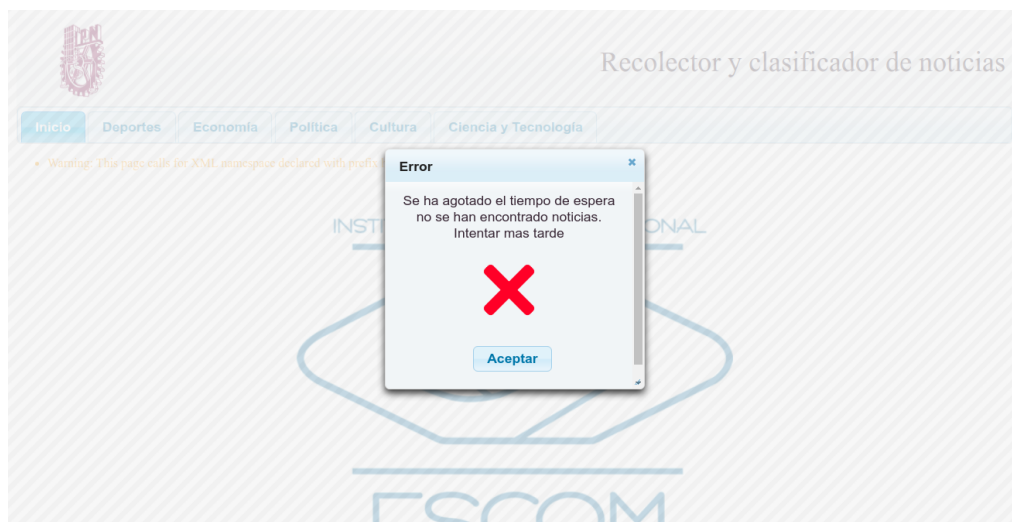 Recolector y clasificador de noticias
Inicio Deportes Economía Política Cultura Ciencia y Tecnología
Warning: This page calls for XML namespace declared with prefix
Error
Se ha agotado el tiempo de espera
no se han encontrado noticias.
Intentar mas tarde
Aceptar
ESCOM